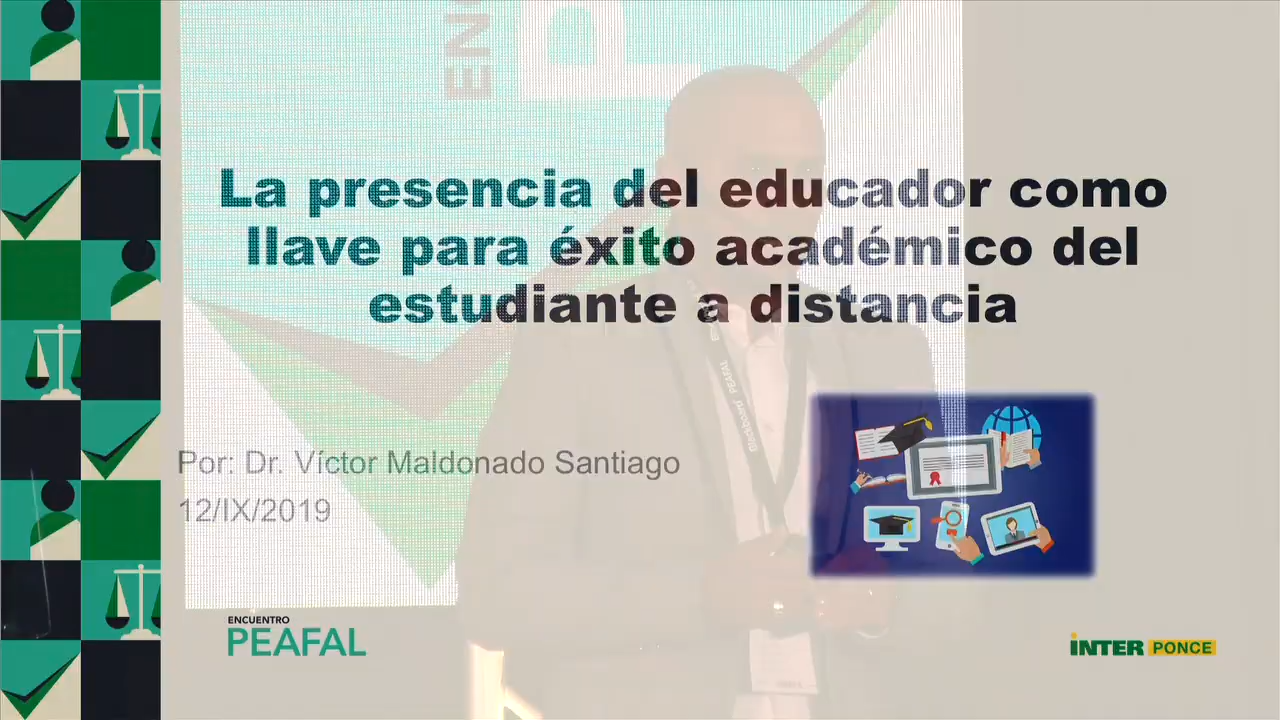 ENC
P
La presencia del educador como
llave para éxito académico del
estudiante a distancia
Por: Dr. Víctor Maldonado Santiago
12/IX/2019
ENCUENTRO
PEAFAL
INTER PONCE